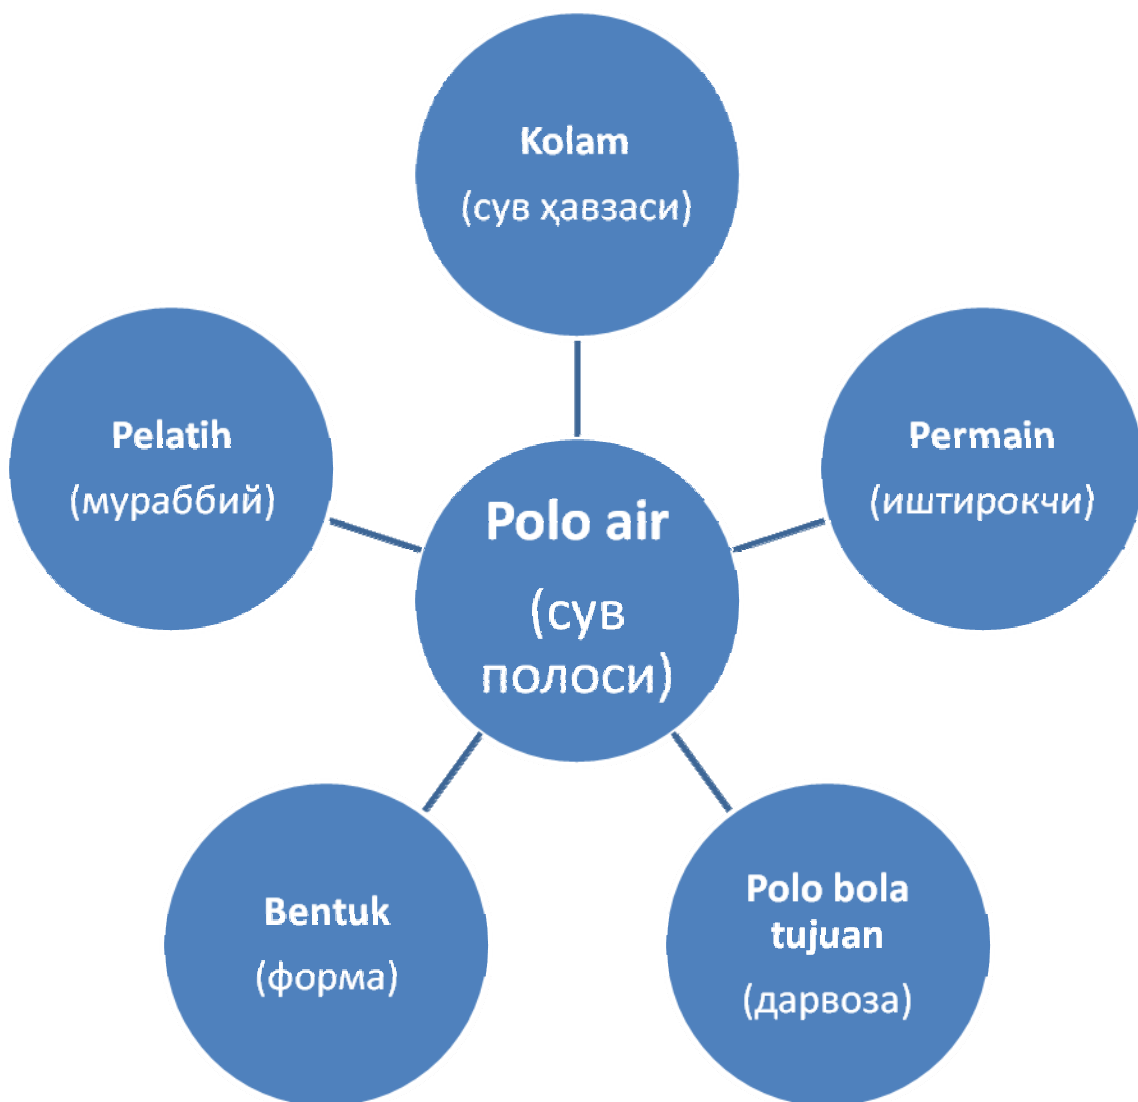 Kolam
(сув ҳавзаси)
Pelatih
(мураббий)
Permain
(иштирокчи)
Polo air
(сув
полоси)
Bentuk
(форма)
Polo bola
tujuan
(дарвоза)